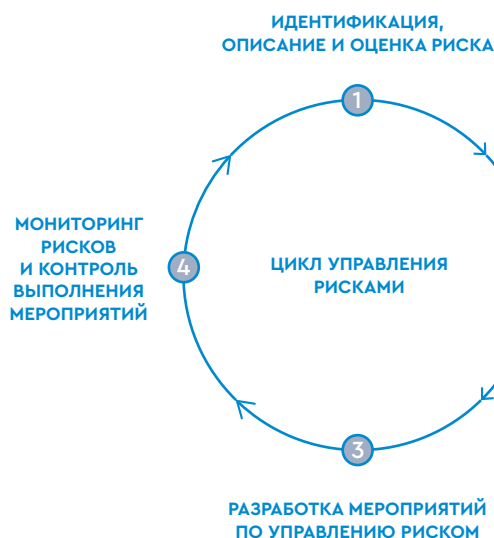 ИДЕНТИФИКАЦИЯ,
ОПИСАНИЕ И ОЦЕНКА РИСКА
1
МОНИТОРИНГ
РИСКОВ
И КОНТРОЛЬ
ВЫПОЛНЕНИЯ
МЕРОПРИЯТИЙ
4
ЦИКЛ УПРАВЛЕНИЯ
РИСКАМИ
3
РАЗРАБОТКА МЕРОПРИЯТИЙ
ПО УПРАВЛЕНИЮ РИСКОМ